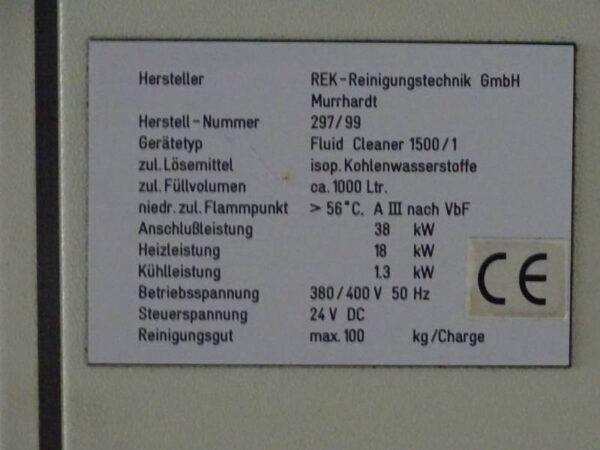 Hersteller REK-Reinigungstechnik GmbH
Murrhardt
Herstell-Nummer 297/99
Gerätetyp Fluid Cleaner 1500/1
zul. Lösemittel isop. Kohlenwasserstoffe
zul. Füllvolumen ca. 1000 Ltr.
niedr. zul. Flammpunkt > 56°C, A III nach VbF
Anschlußleistung 38 kW
Heizleistung 18 kW
Kühlleistung 1.3 kW
Betriebsspannung 380/400 V 50 Hz
Steuerspannung 24 V DC
Reinigungsgut max. 100 kg/Charge
CE